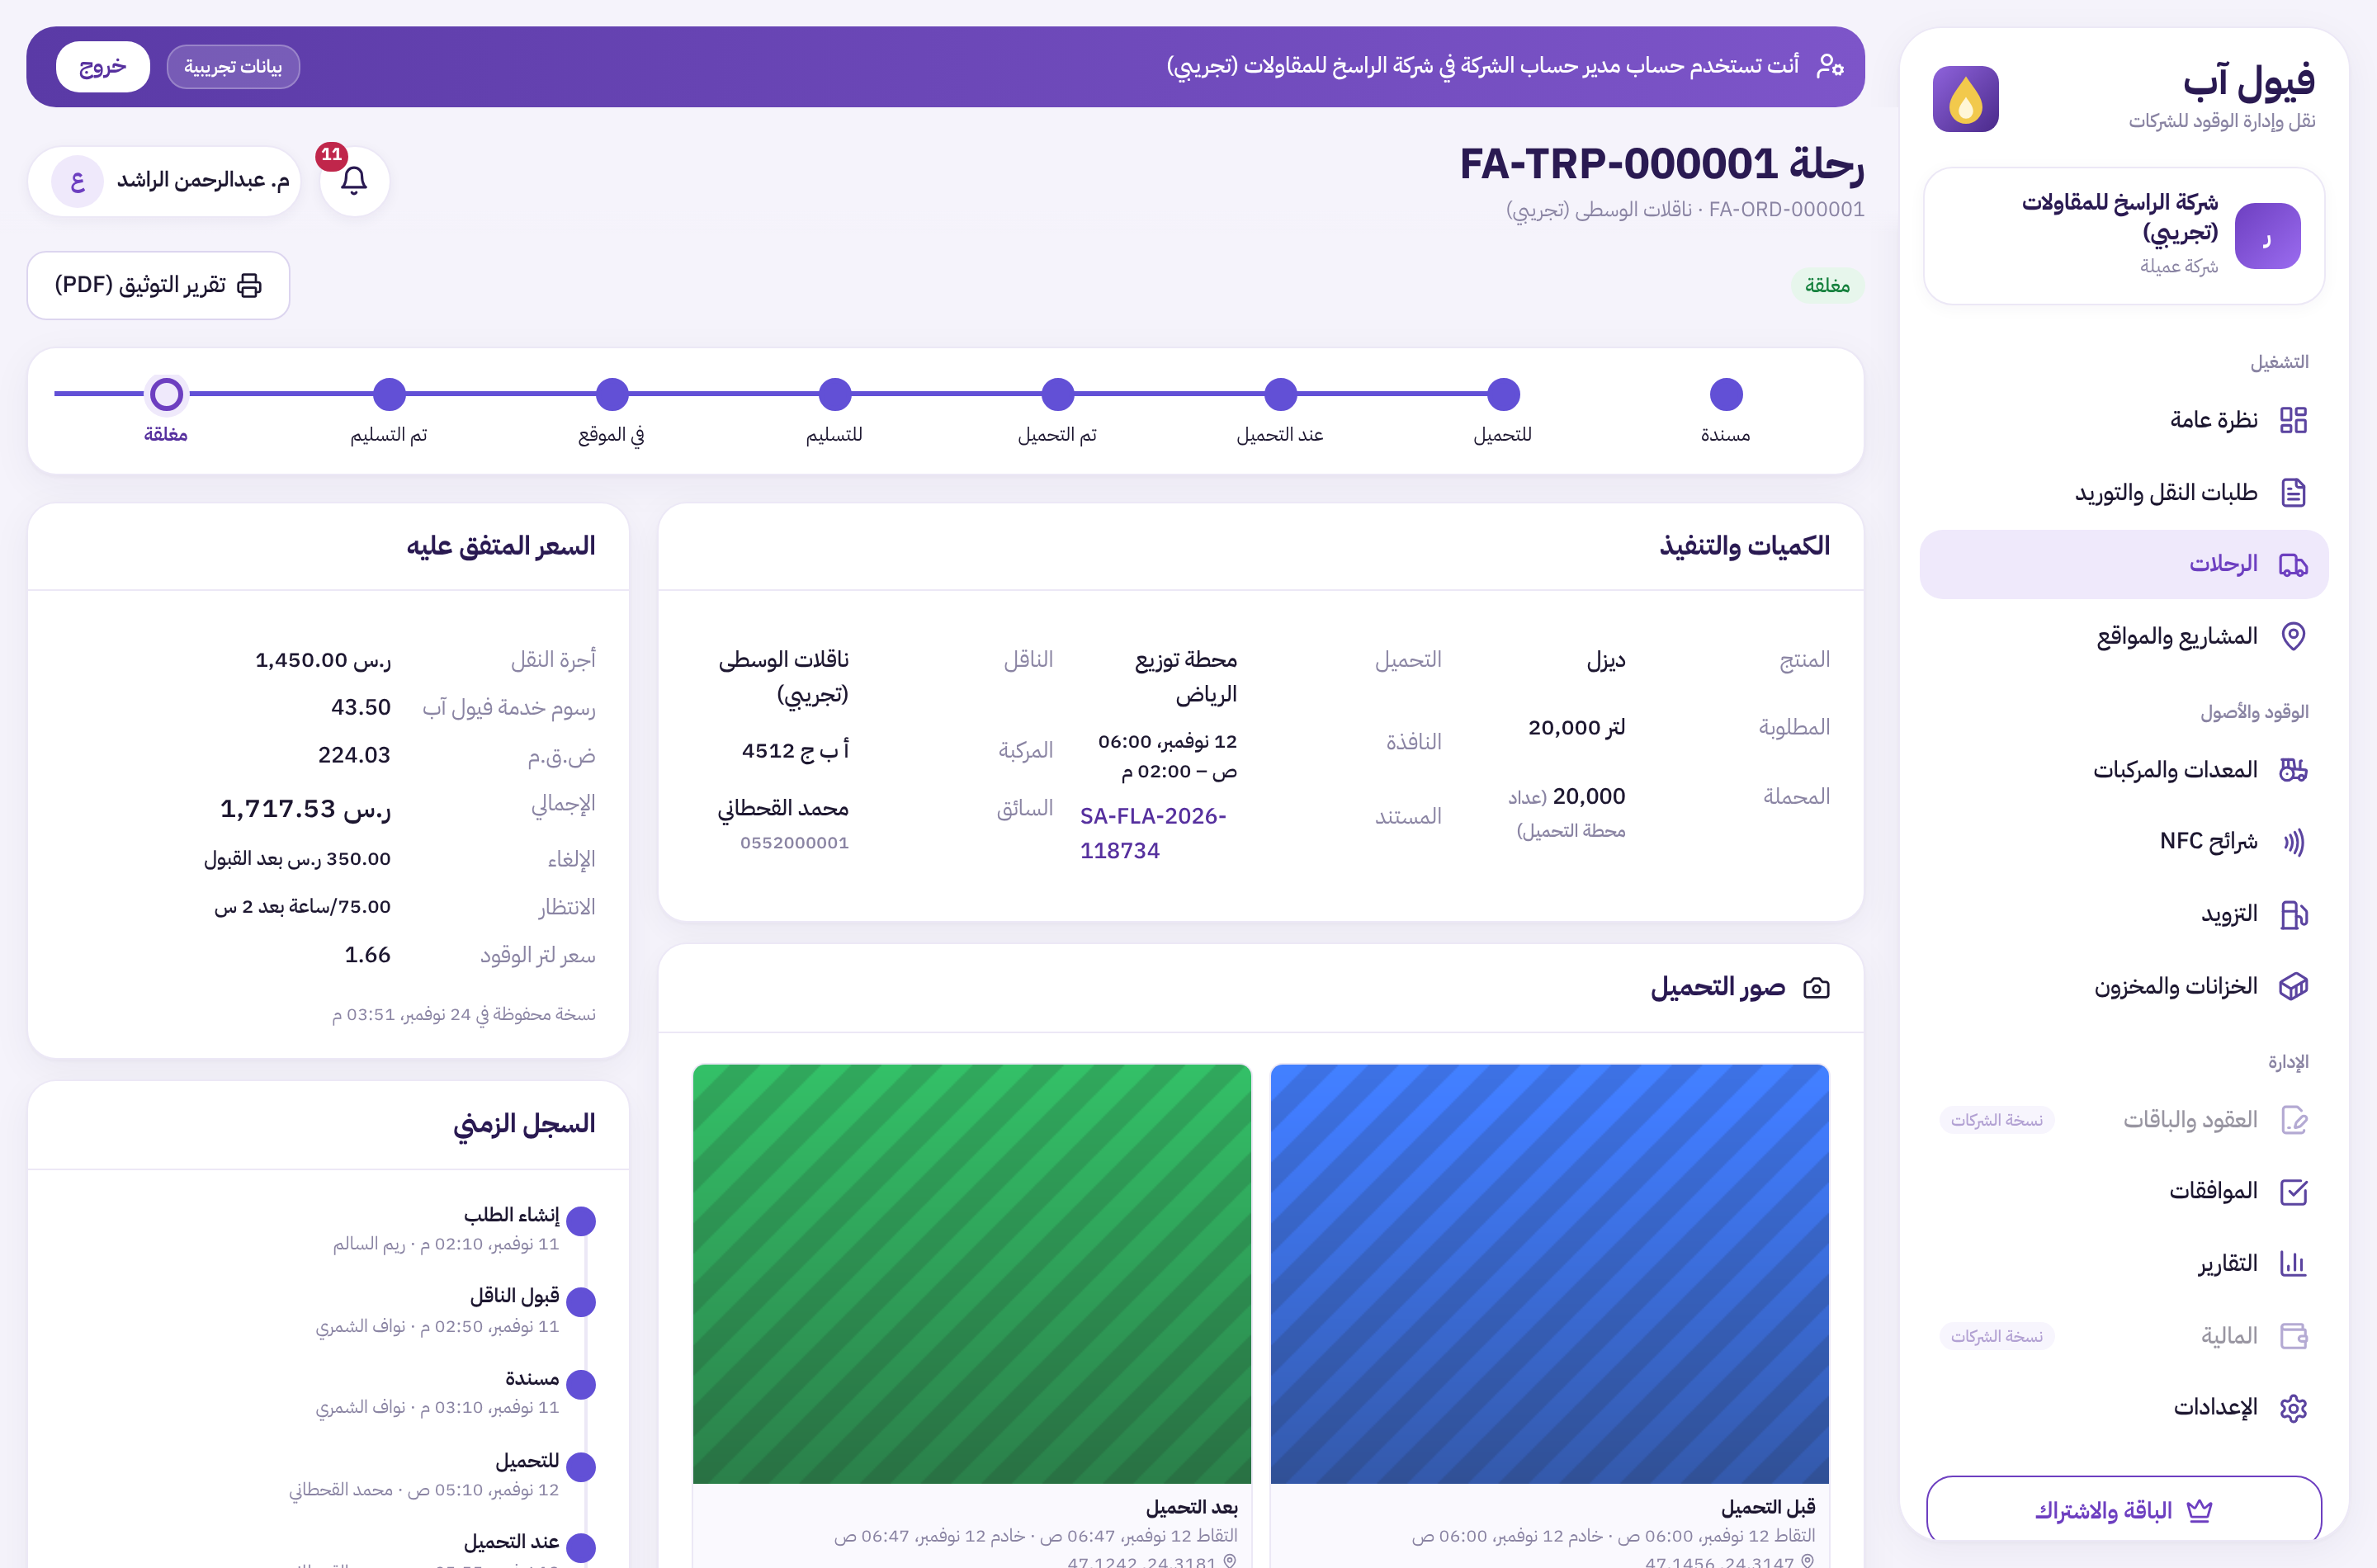 فيول آب
نقل وإدارة الوقود للشركات
ر
شركة الراسخ للمقاولات
(تجريبي)
شركة عميلة
التشغيل
نظرة عامة
طلبات النقل والتوريد
الرحلات
المشاريع والمواقع
الوقود والأصول
المعدات والمركبات
شرائح NFC
التزويد
الخزانات والمخزون
الإدارة
العقود والباقات
نسخة الشركات
الموافقات
التقارير
المالية
نسخة الشركات
الإعدادات
الباقة والاشتراك
أنت تستخدم حساب مدير حساب الشركة في شركة الراسخ للمقاولات (تجريبي)
بيانات تجريبية
خروج
رحلة FA-TRP-000001
FA-ORD-000001 · ناقلات الوسطى (تجريبي)
11
م. عبدالرحمن الراشد
ع
مغلقة
تقرير التوثيق (PDF)
مسندة
للتحميل
عند التحميل
تم التحميل
للتسليم
في الموقع
تم التسليم
مغلقة
الكميات والتنفيذ
المنتج
ديزل
المطلوبة
20,000 لتر
المحملة
20,000 (عداد
محطة التحميل)
التحميل
محطة توزيع
الرياض
النافذة
12 نوفمبر، 06:00
ص – 02:00 م
المستند
SA-FLA-2026-
118734
الناقل
ناقلات الوسطى
(تجريبي)
المركبة
أ ب ج 4512
السائق
محمد القحطاني
0552000001
صور التحميل
قبل التحميل
التقاط 12 نوفمبر، 06:00 ص · خادم 12 نوفمبر، 06:00 ص
24.3147، 47.1456
بعد التحميل
التقاط 12 نوفمبر، 06:47 ص · خادم 12 نوفمبر، 06:47 ص
24.3181، 47.1242
السعر المتفق عليه
أجرة النقل
1,450.00 ر.س
رسوم خدمة فيول آب
43.50
ض.ق.م
224.03
الإجمالي
1,717.53 ر.س
الإلغاء
350.00 ر.س بعد القبول
الانتظار
75.00/ساعة بعد 2 س
سعر لتر الوقود
1.66
نسخة محفوظة في 24 نوفمبر، 03:51 م
السجل الزمني
إنشاء الطلب
11 نوفمبر، 02:10 م · ريم السالم
قبول الناقل
11 نوفمبر، 02:50 م · نواف الشمري
مسندة
11 نوفمبر، 03:10 م · نواف الشمري
للتحميل
12 نوفمبر، 05:10 ص · محمد القحطاني
عند التحميل